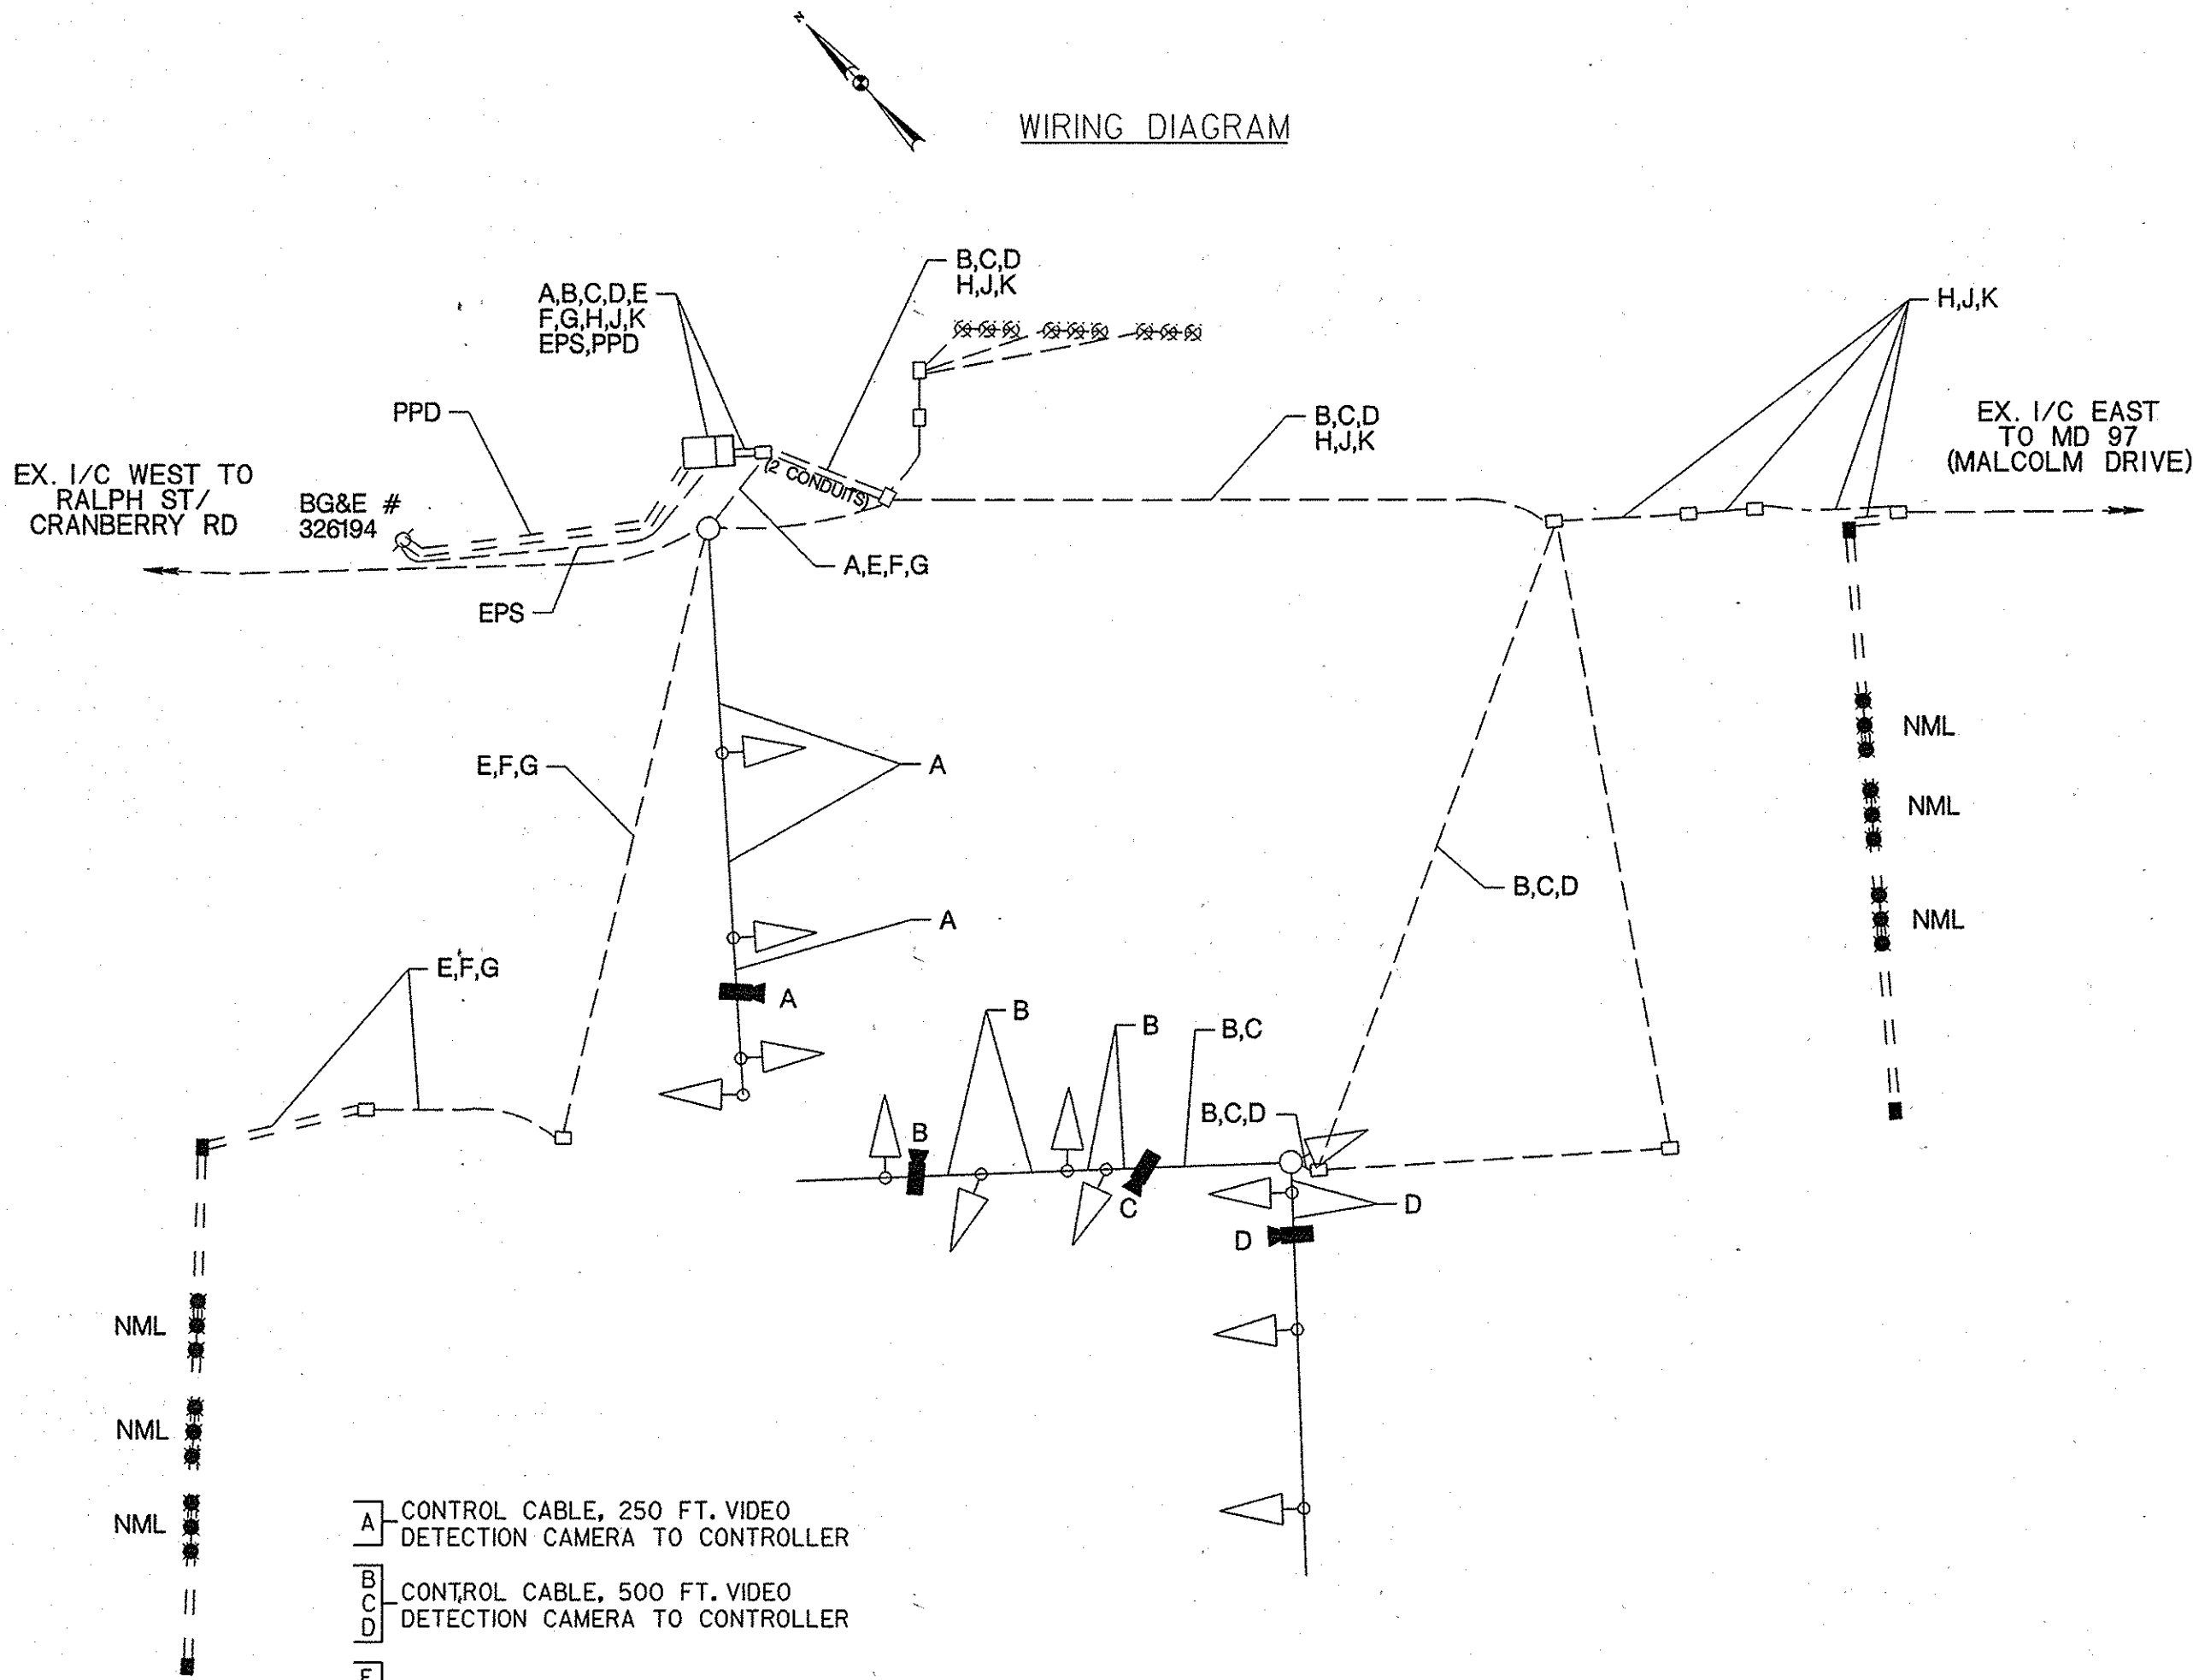 N
WIRING DIAGRAM
B,C,D
H,J,K
A,B,C,D,E
F,G,H,J,K
EPS,PPD
H,J,K
PPD
B,C,D
H,J,K
EX. I/C EAST
TO MD 97
(MALCOLM DRIVE)
(2 CONDUITS)
EX. I/C WEST TO
RALPH ST/
CRANBERRY RD
BG&E #
326194
A,E,F,G
EPS
NML
E,F,G
A
NML
B,C,D
A
NML
E,F,G
A
B
B
B,C
B,C,D
B
C
D
D
NML
NML
NML
A
CONTROL CABLE, 250 FT. VIDEO
DETECTION CAMERA TO CONTROLLER
B
C
D
CONTROL CABLE, 500 FT. VIDEO
DETECTION CAMERA TO CONTROLLER
E